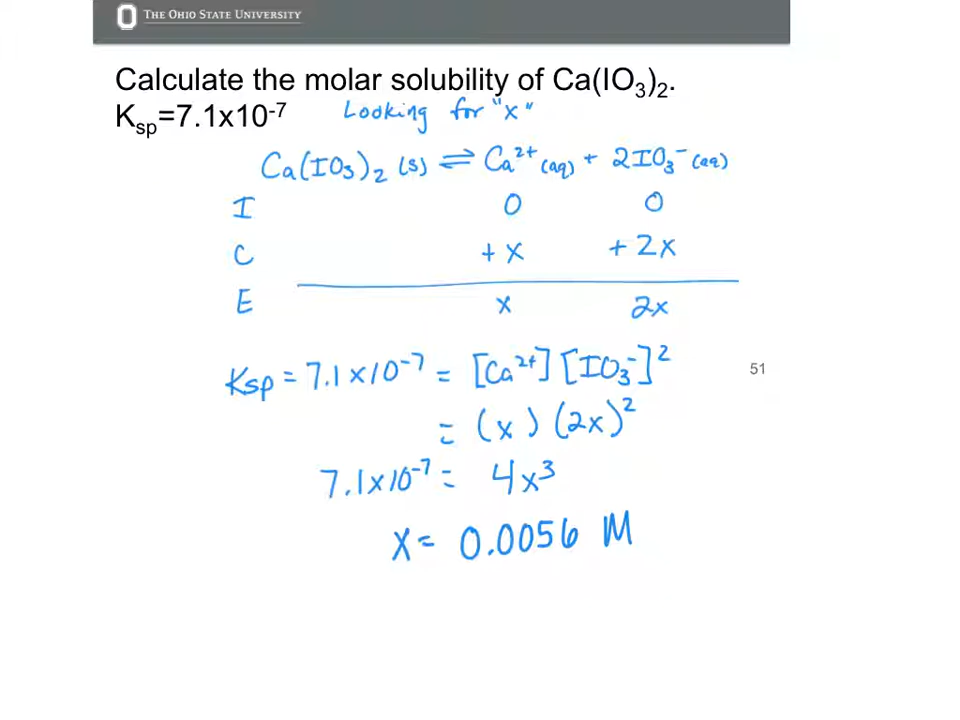 THE OHIO STATE UNIVERSITY
Calculate the molar solubility of Ca(IO₃)₂.
Kₛₚ=7.1x10⁻⁷ Looking for "x"
Ca(IO₃)₂ (s) ⇌ Ca²⁺ (aq) + 2IO₃⁻ (aq)
I 0 0
C + x + 2x
E x 2x
Ksp = 7.1 x 10⁻⁷ = [Ca²⁺] [IO₃⁻]²
51
= (x) (2x)²
7.1x10⁻⁷ = 4x³
x = 0.0056 M